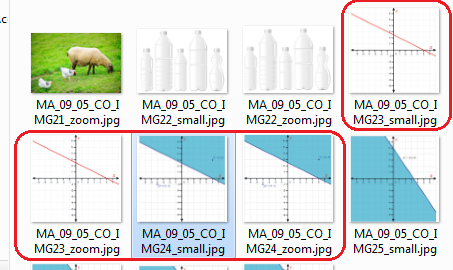 MA_09_05_CO_I
MG21_zoom.jpg
MA_09_05_CO_I
MG22_small.jpg
MA_09_05_CO_I
MG22_zoom.jpg
MA_09_05_CO_I
MG23_small.jpg
MA_09_05_CO_I
MG23_zoom.jpg
MA_09_05_CO_I
MG24_small.jpg
MA_09_05_CO_I
MG24_zoom.jpg
MA_09_05_CO_I
MG25_small.jpg